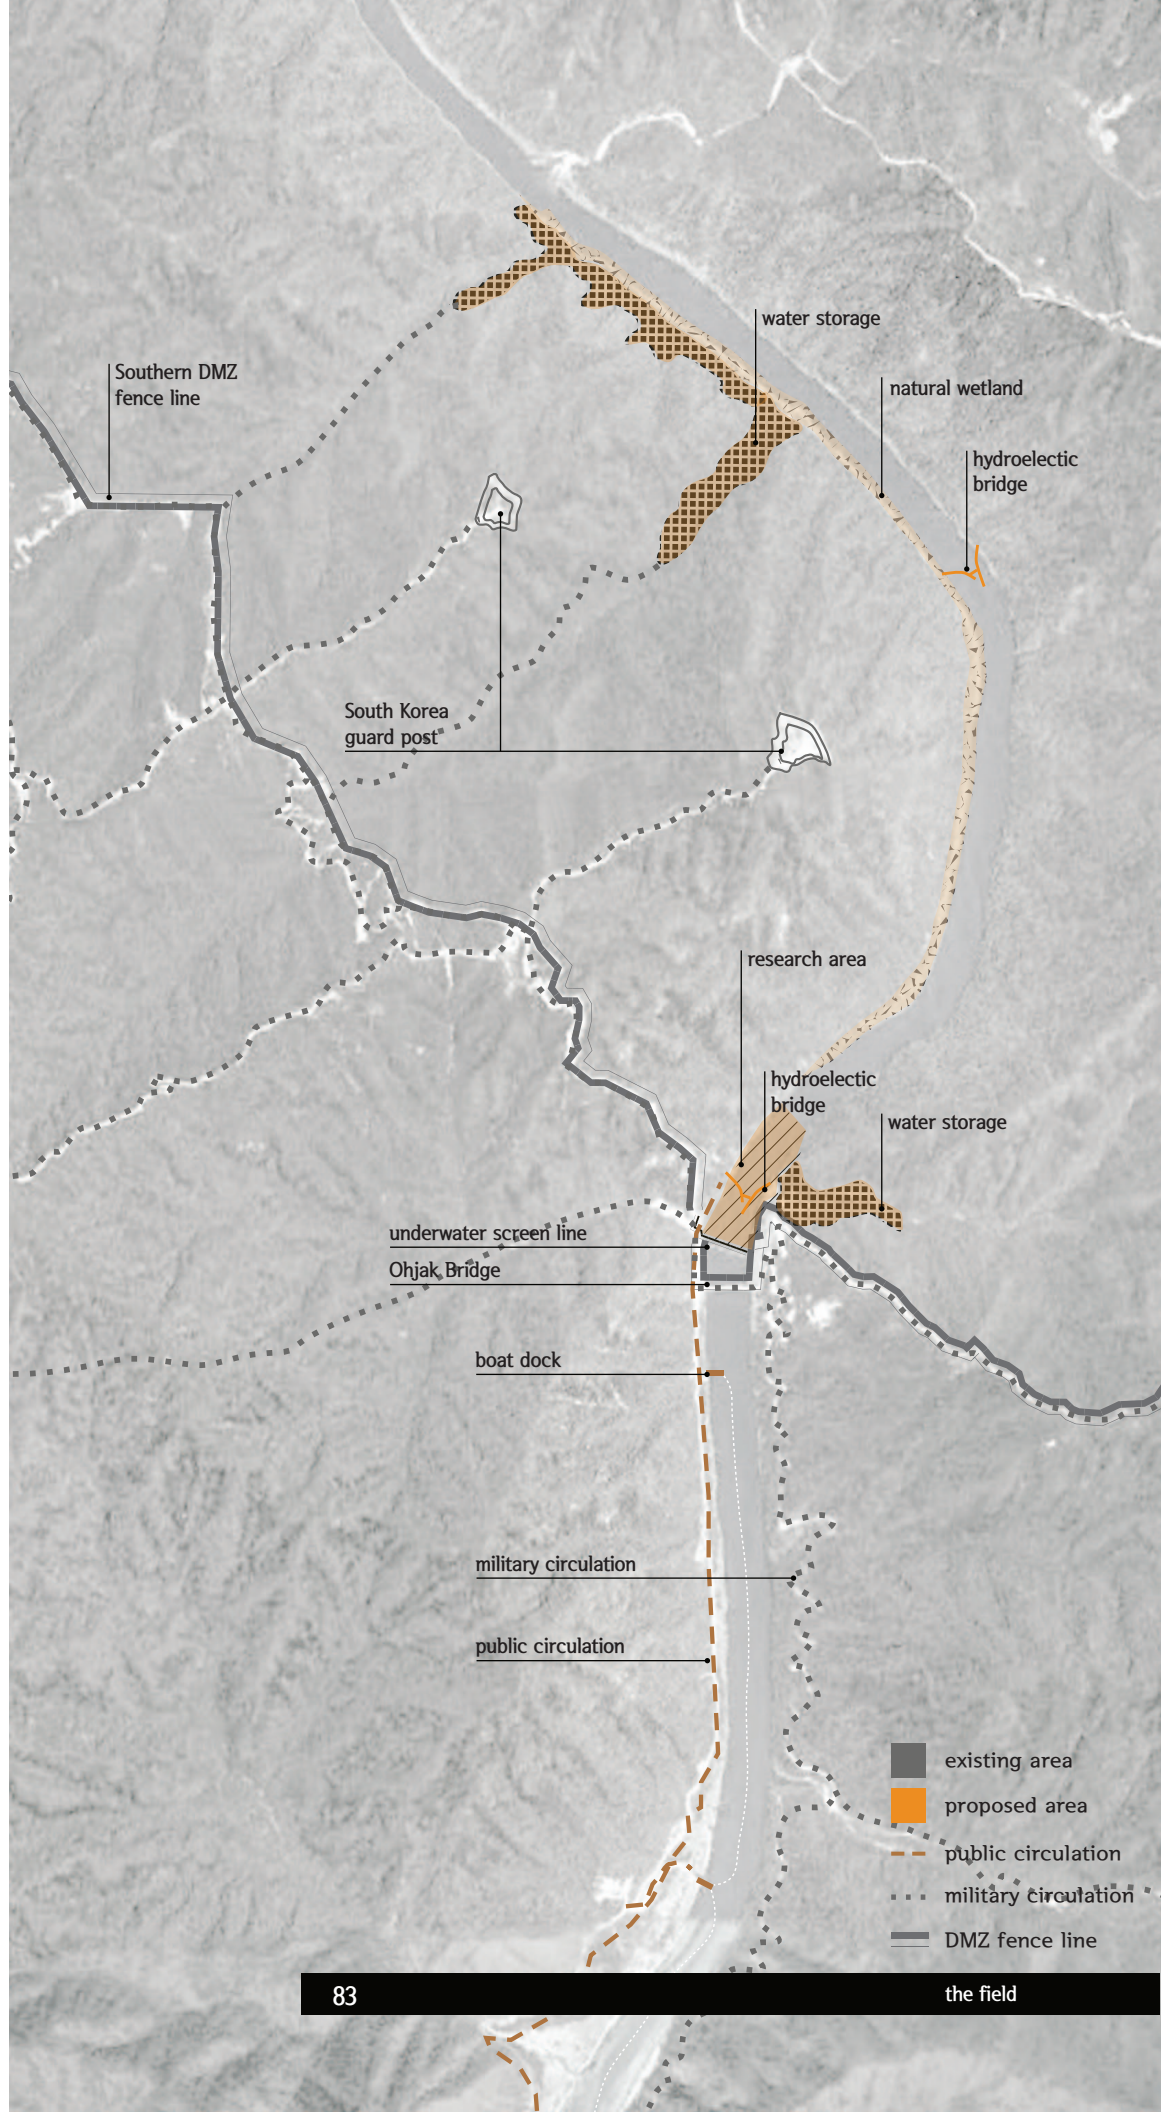 water storage
Southern DMZ
fence line
natural wetland
hydroelectic
bridge
South Korea
guard post
research area
hydroelectic
bridge
water storage
underwater screen line
Ohjak Bridge
boat dock
military circulation
public circulation
existing area
proposed area
public circulation
military circulation
DMZ fence line
83
the field